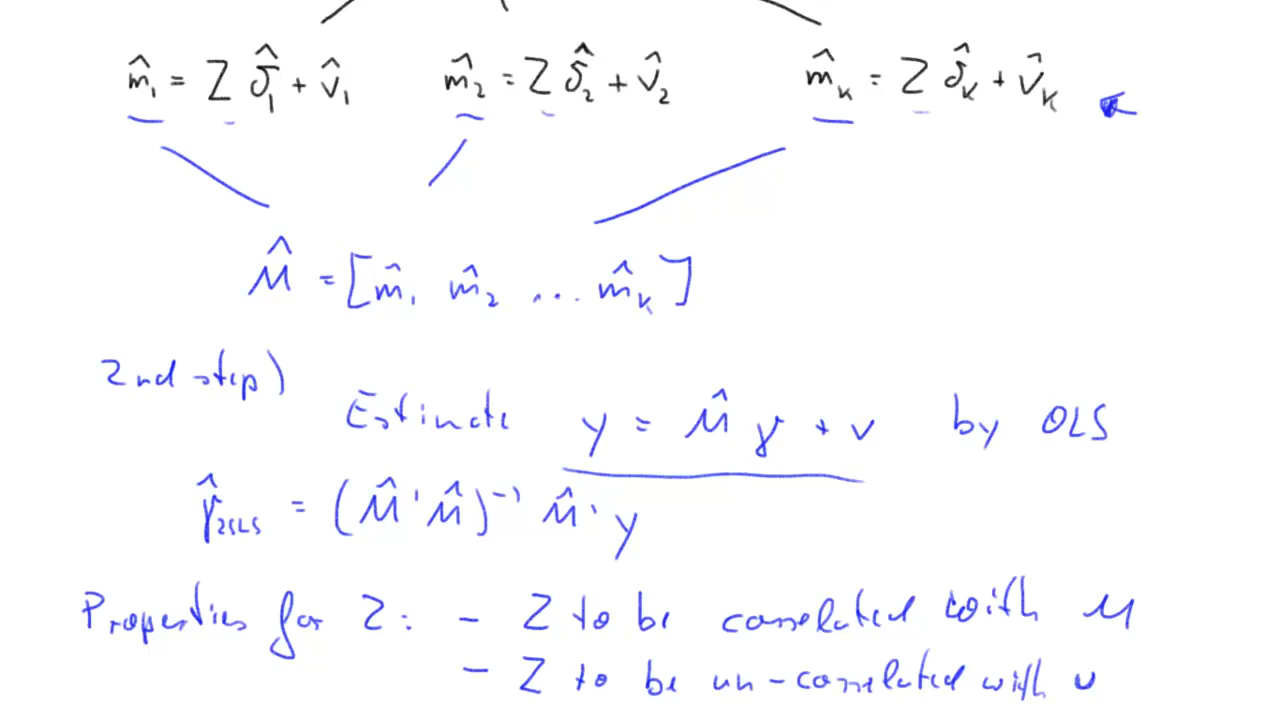 m̂₁ = Z δ̂₁ + v̂₁ m̂₂ = Z δ̂₂ + v̂₂ m̂ₖ = Z δ̂ₖ + v̂ₖ
M̂ = [m̂₁ m̂₂ ... m̂ₖ]
2nd step) Estimate y = M̂ γ + v by OLS
γ̂₂SLS = (M̂'M̂)⁻¹ M̂'y
Properties for Z: - Z to be correlated with M
- Z to be un-correlated with u